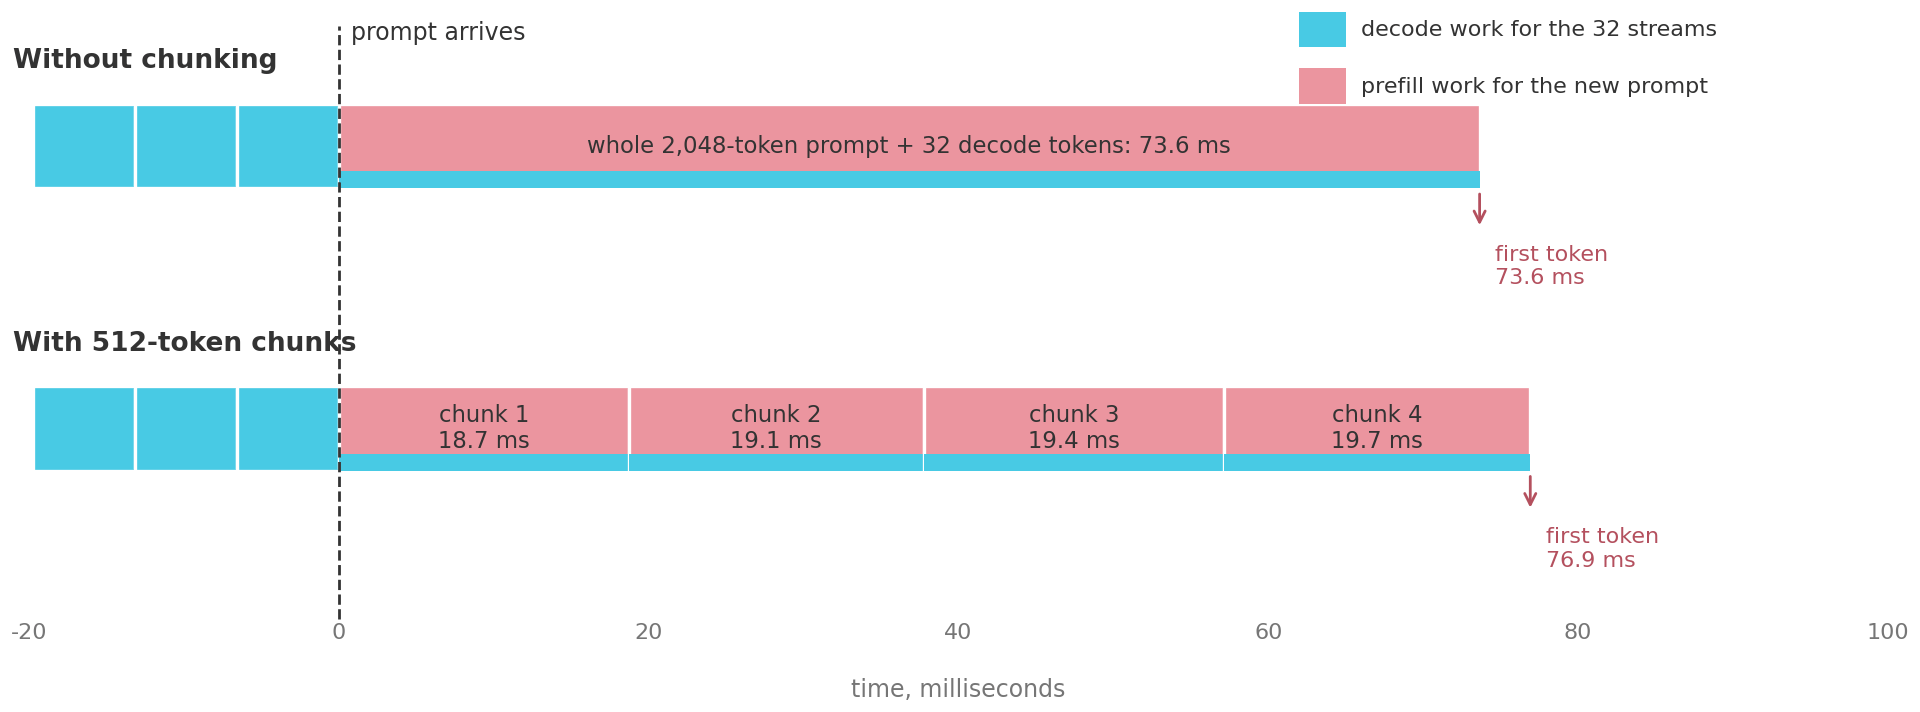 prompt arrives
decode work for the 32 streams
Without chunking
prefill work for the new prompt
whole 2,048-token prompt + 32 decode tokens: 73.6 ms
first token
73.6 ms
With 512-token chunks
chunk 1
18.7 ms
chunk 2
19.1 ms
chunk 3
19.4 ms
chunk 4
19.7 ms
first token
76.9 ms
-20 0 20 40 60 80 100
time, milliseconds